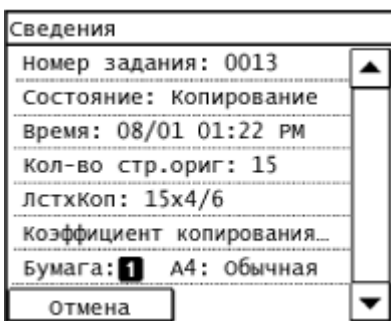 Сведения
Номер задания: 0013
Состояние: Копирование
Время: 08/01 01:22 PM
Кол-во стр.ориг: 15
ЛстхКоп: 15x4/6
Коэффициент копирования…
Бумага: 1 A4: Обычная
Отмена